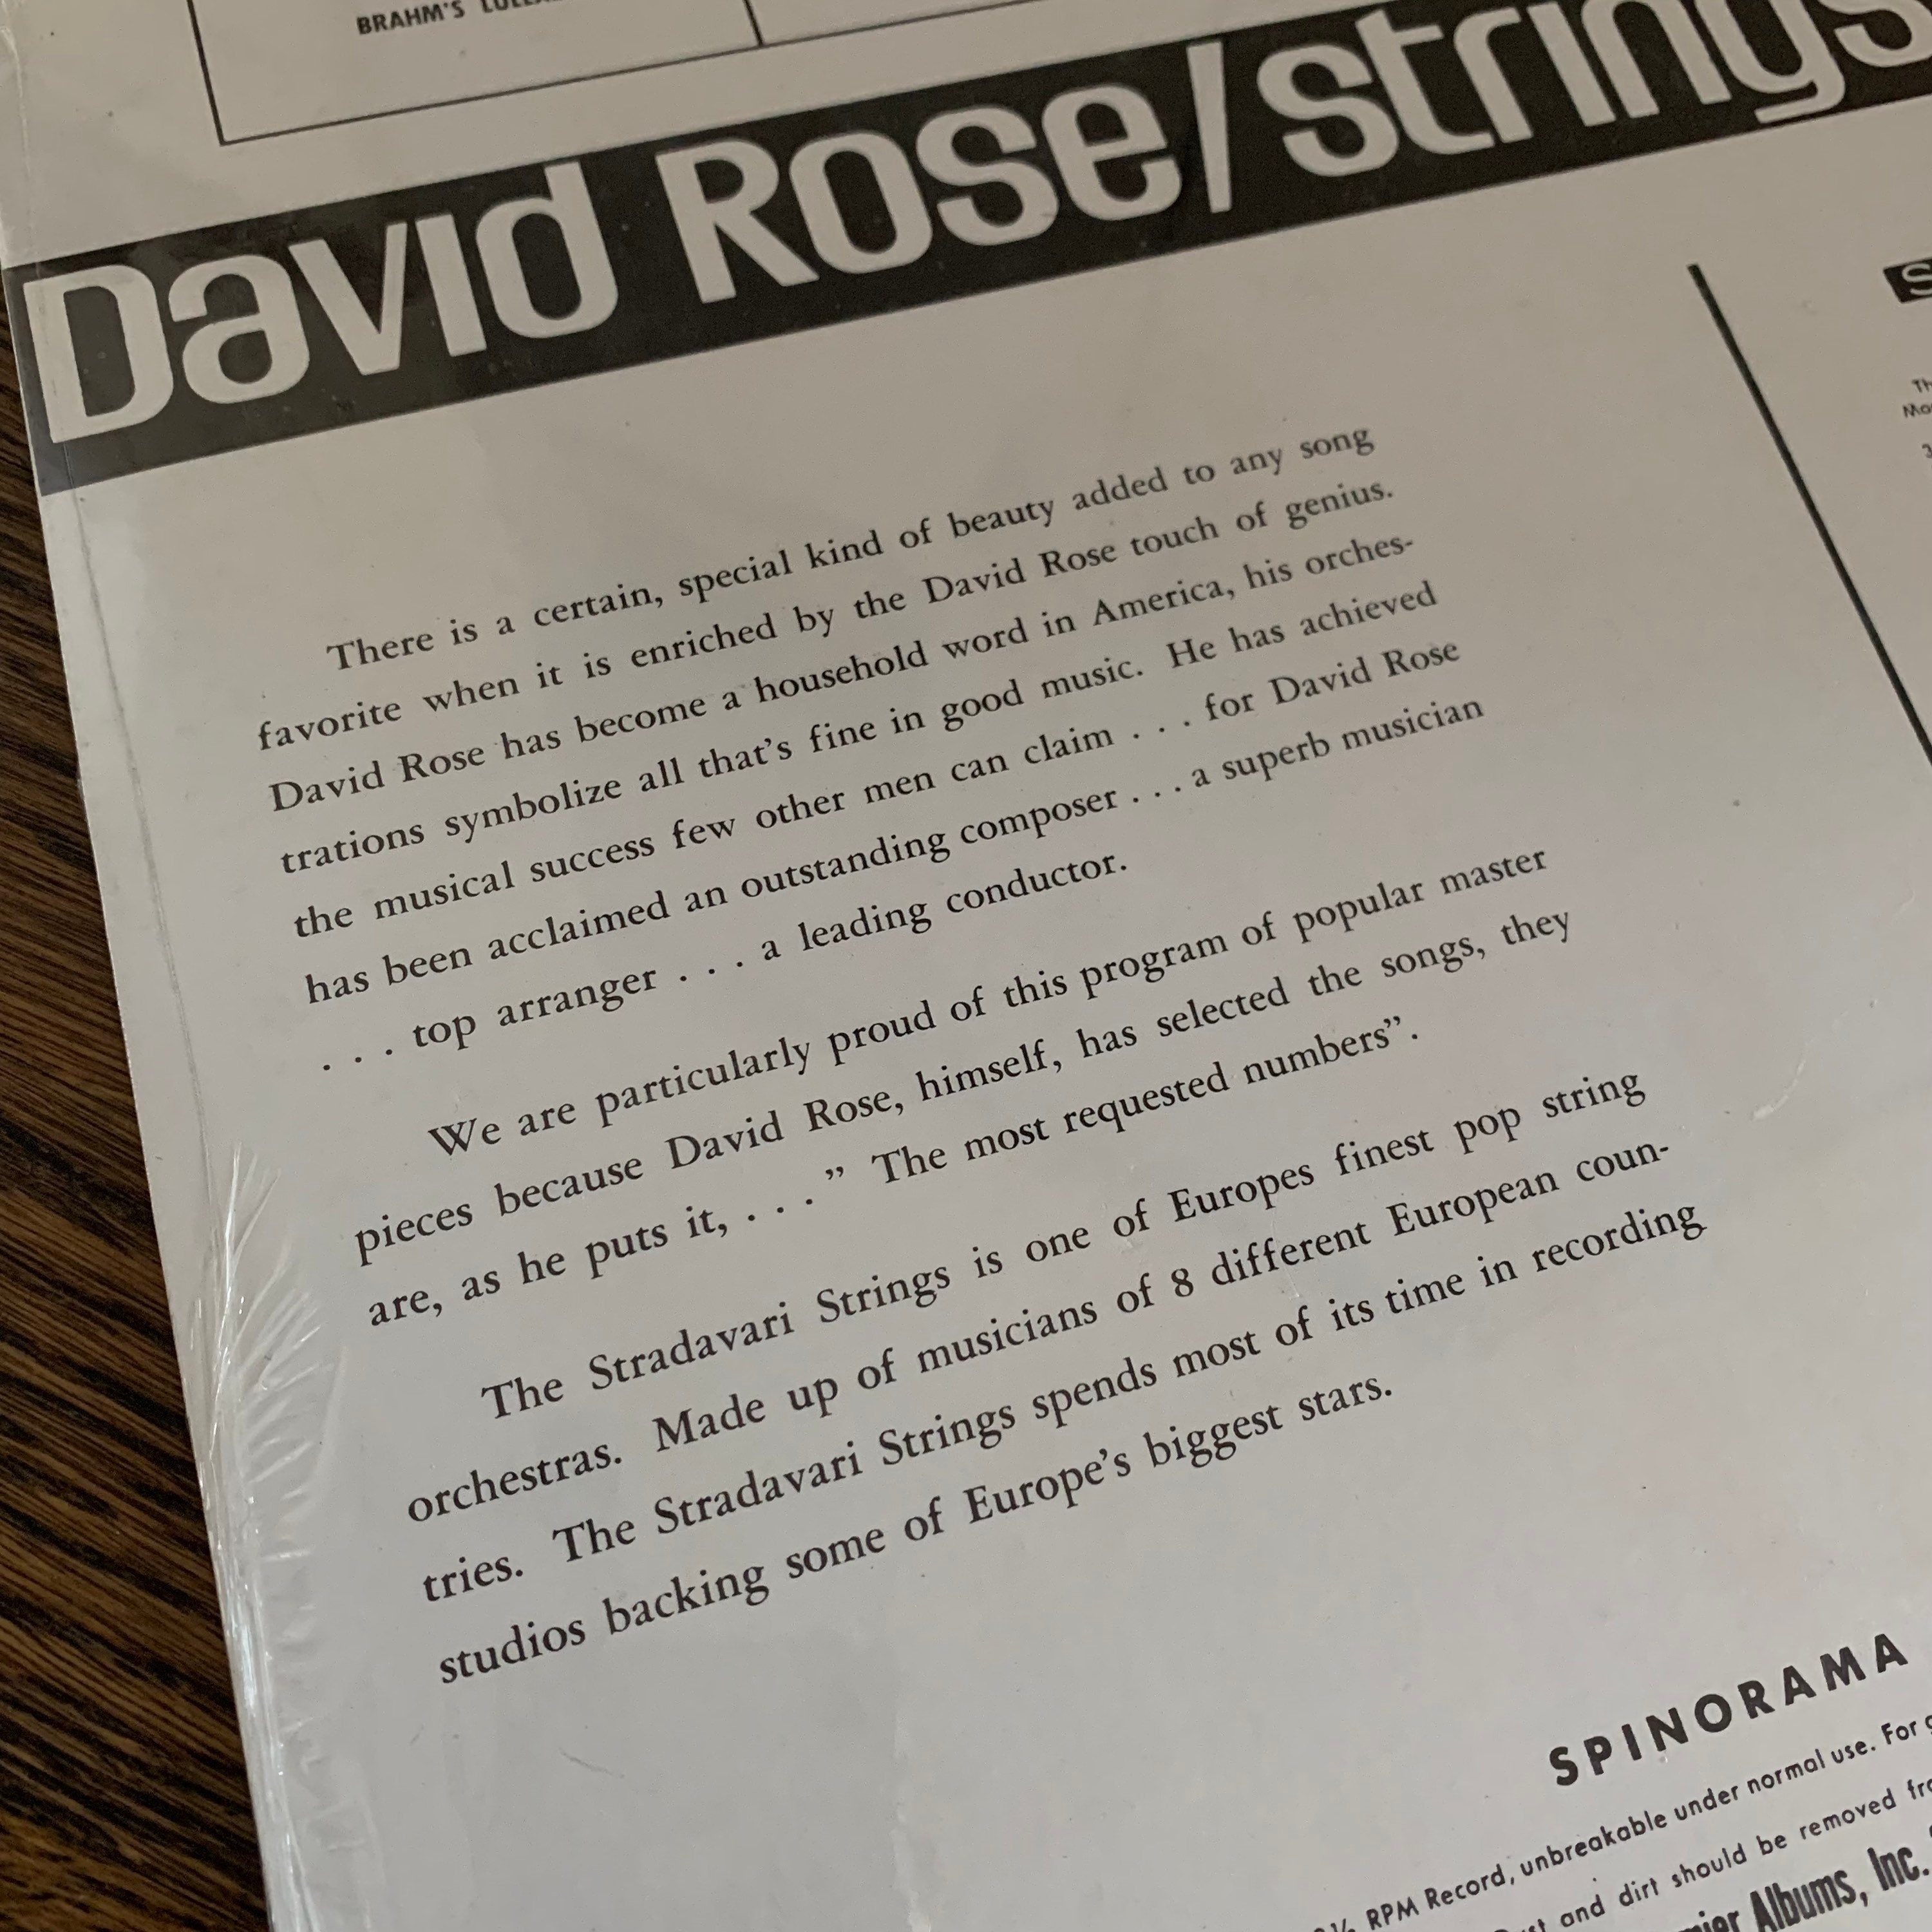 BRAHM'S
David Rose/strings
There is a certain, special kind of beauty added to any song
favorite when it is enriched by the David Rose touch of genius.
David Rose has become a household word in America, his orches-
trations symbolize all that's fine in good music. He has achieved
the musical success few other men can claim . . . for David Rose
has been acclaimed an outstanding composer . . . a superb musician
. . . top arranger . . . a leading conductor.
We are particularly proud of this program of popular master
pieces because David Rose, himself, has selected the songs, they
are, as he puts it, . . . ” The most requested numbers”.
The Stradavari Strings is one of Europes finest pop string
orchestras. Made up of musicians of 8 different European coun-
tries. The Stradavari Strings spends most of its time in recording
studios backing some of Europe's biggest stars.
SPINORAMA
RPM Record, unbreakable under normal use. For
and dirt should be removed
Albums, Inc.